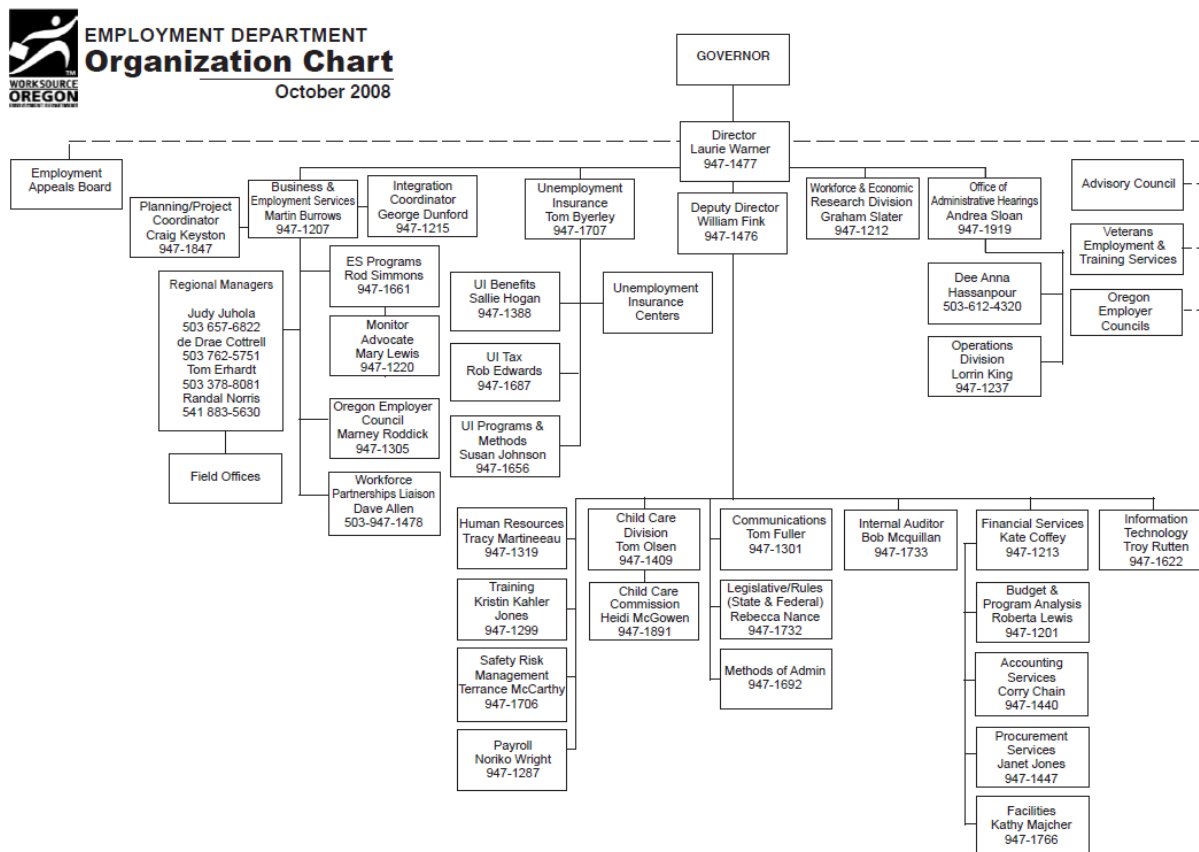 EMPLOYMENT DEPARTMENT
Organization Chart
October 2008
TM
WORKSOURCE
OREGON
GOVERNOR
Director
Laurie Warner
947-1477
Employment
Appeals Board
Planning/Project
Coordinator
Craig Keyston
947-1847
Business &
Employment Services
Martin Burrows
947-1207
Integration
Coordinator
George Dunford
947-1215
Unemployment
Insurance
Tom Byerley
947-1707
Deputy Director
William Fink
947-1476
Workforce & Economic
Research Division
Graham Slater
947-1212
Office of
Administrative Hearings
Andrea Sloan
947-1919
Advisory Council
Veterans
Employment &
Training Services
Oregon
Employer
Councils
Regional Managers
Judy Juhola
503 657-6822
de Drae Cottrell
503 762-5751
Tom Erhardt
503 378-8081
Randal Norris
541 883-5630
Field Offices
ES Programs
Rod Simmons
947-1661
Monitor
Advocate
Mary Lewis
947-1220
Oregon Employer
Council
Marney Roddick
947-1305
Workforce
Partnerships Liaison
Dave Allen
503-947-1478
UI Benefits
Sallie Hogan
947-1388
Unemployment
Insurance
Centers
UI Tax
Rob Edwards
947-1687
UI Programs &
Methods
Susan Johnson
947-1656
Dee Anna
Hassanpour
503-612-4320
Operations
Division
Lorrin King
947-1237
Human Resources
Tracy Martineeau
947-1319
Training
Kristin Kahler
Jones
947-1299
Safety Risk
Management
Terrance McCarthy
947-1706
Payroll
Noriko Wright
947-1287
Child Care
Division
Tom Olsen
947-1409
Child Care
Commission
Heidi McGowen
947-1891
Communications
Tom Fuller
947-1301
Legislative/Rules
(State & Federal)
Rebecca Nance
947-1732
Methods of Admin
947-1692
Internal Auditor
Bob Mcquillan
947-1733
Financial Services
Kate Coffey
947-1213
Budget &
Program Analysis
Roberta Lewis
947-1201
Accounting
Services
Corry Chain
947-1440
Procurement
Services
Janet Jones
947-1447
Facilities
Kathy Majcher
947-1766
Information
Technology
Troy Rutten
947-1622